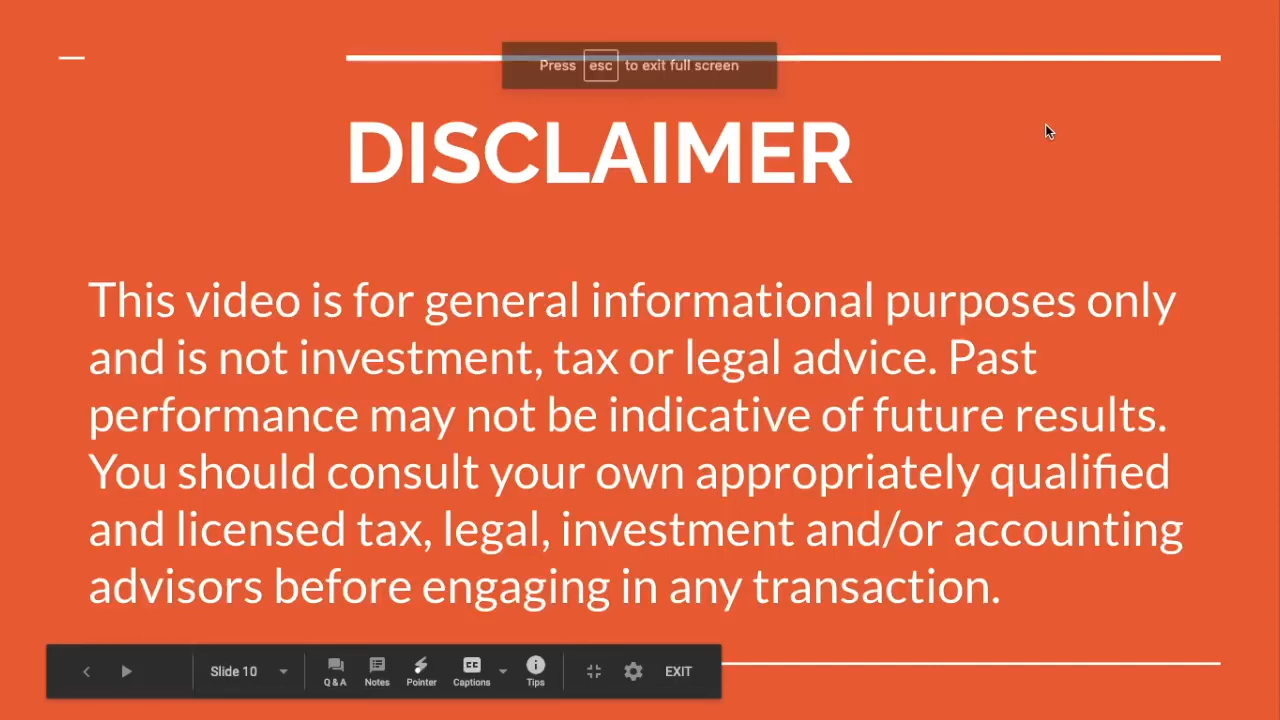 Press esc to exit full screen
DISCLAIMER
This video is for general informational purposes only
and is not investment, tax or legal advice. Past
performance may not be indicative of future results.
You should consult your own appropriately qualified
and licensed tax, legal, investment and/or accounting
advisors before engaging in any transaction.
Slide 10 Q & A Notes Pointer CC Captions Tips EXIT